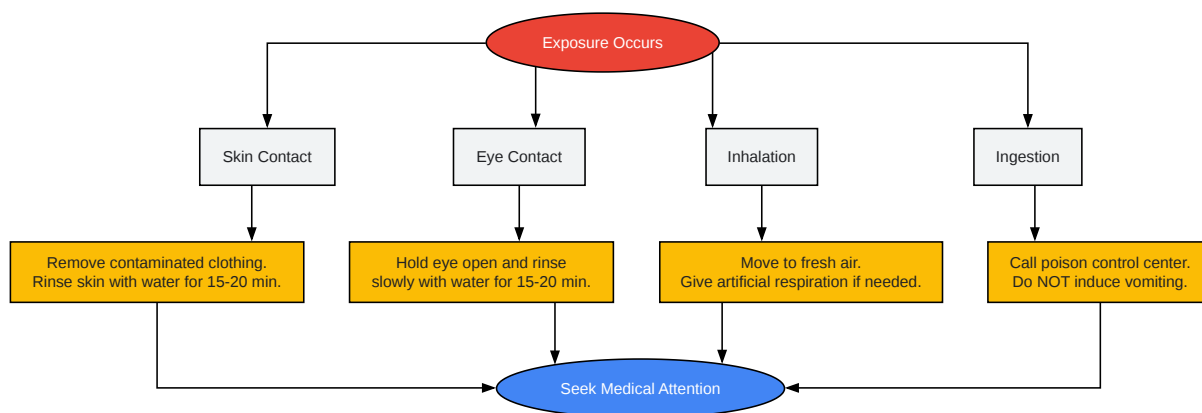 Exposure Occurs
Skin Contact
Eye Contact
Inhalation
Ingestion
Remove contaminated clothing.
Rinse skin with water for 15-20 min.
Hold eye open and rinse
slowly with water for 15-20 min.
Move to fresh air.
Give artificial respiration if needed.
Call poison control center.
Do NOT induce vomiting.
Seek Medical Attention